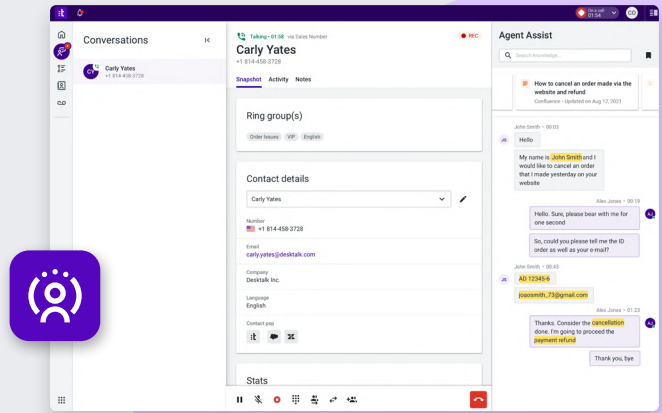 :t
On a call
01:54
CO
Conversations
CY
Carly Yates
+1 814-458-3728
Talking - 01:58 via Sales Number
REC
Carly Yates
+1 814-458-3728
Snapshot Activity Notes
Ring group(s)
Order Issues VIP English
Contact details
Carly Yates
Number
+1 814-458-3728
Email
carly.yates@desktalk.com
Company
Desktalk Inc.
Language
English
Contact pop
:t
Stats
Agent Assist
Search Knowledge...
How to cancel an order made via the
website and refund
Confluence • Updated on Aug 12, 2021
John Smith • 00:03
JS
Hello
My name is John Smith and I
would like to cancel an order
that I made yesterday on your
website
Alex Jones • 00:19
AJ
Hello. Sure, please bear with me for
one second
So, could you please tell me the ID
order as well as your e-mail?
John Smith • 00:43
JS
AD 12345-6
joaosmith_73@gmail.com
Alex Jones • 01:23
AJ
Thanks. Consider the cancellation
done. I'm going to proceed the
payment refund
Thank you, bye